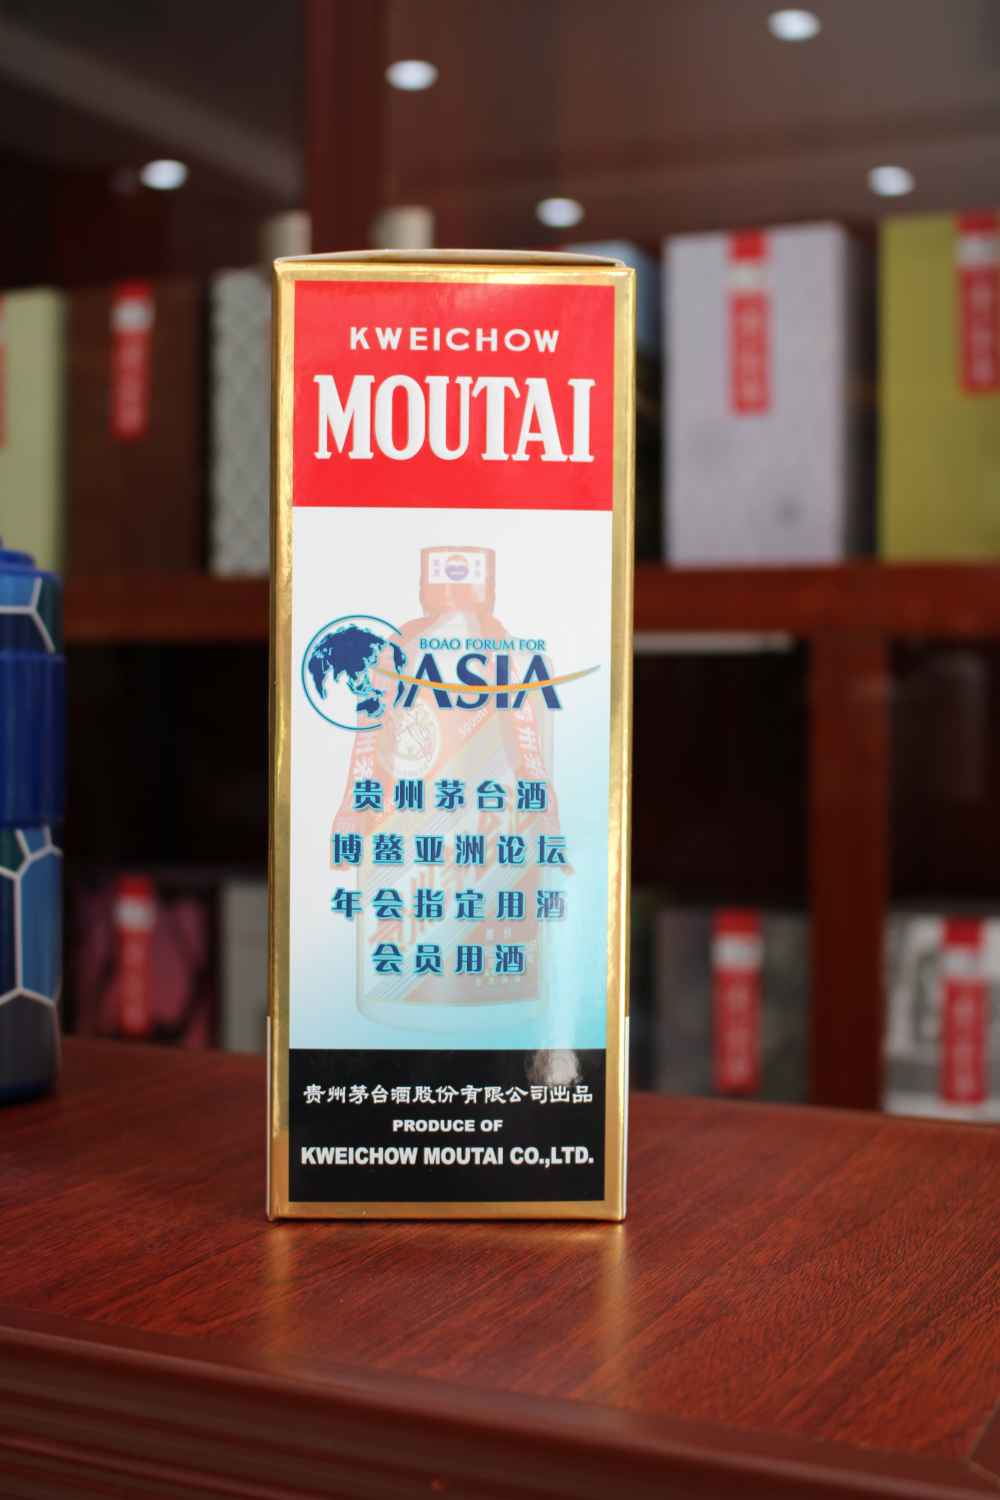 KWEICHOW
MOUTAI
BOAO FORUM FOR
ASIA
贵州茅台酒
博鳌亚洲论坛
年会指定用酒
会员用酒
贵州茅台酒股份有限公司出品
PRODUCE OF
KWEICHOW MOUTAI CO.,LTD.